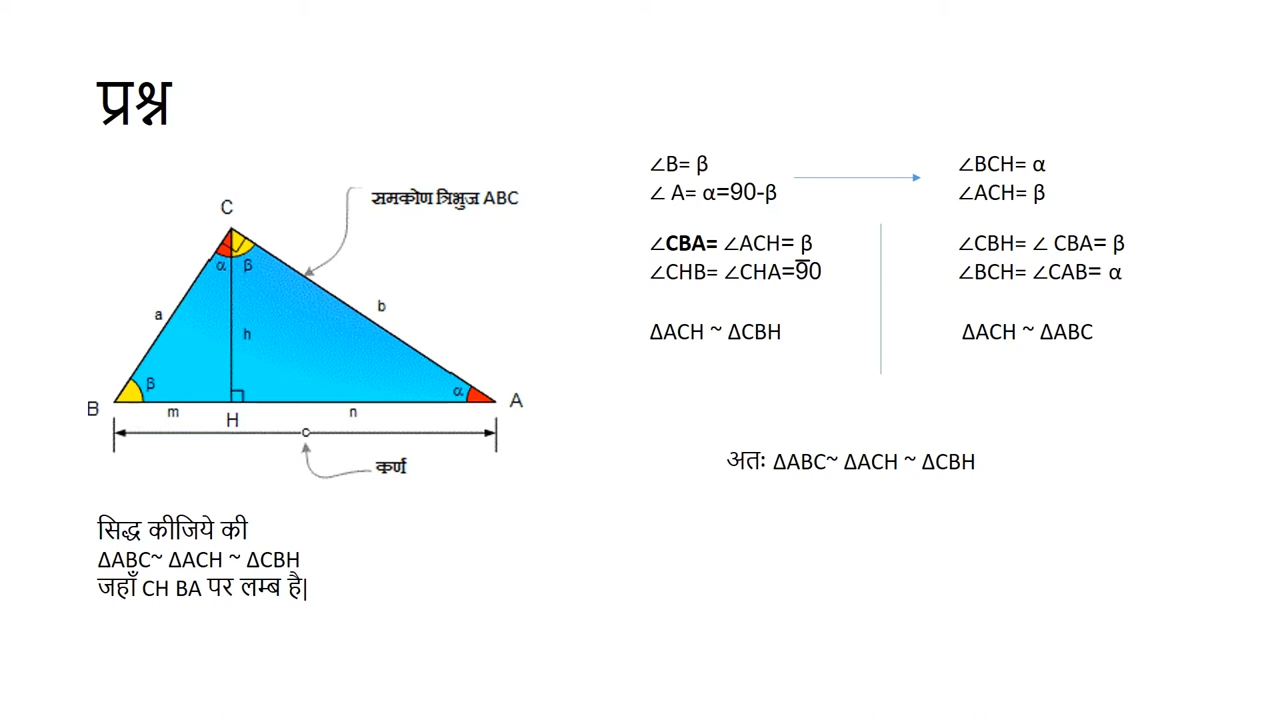 प्रश्न
समकोण त्रिभुज ABC
C
α
β
a
b
h
β
α
B
m
H
n
A
c
कर्ण
सिद्ध कीजिये की
ΔABC~ ΔACH ~ ΔCBH
जहाँ CH BA पर लम्ब है|
∠B= β
∠ A= α=90-β
∠BCH= α
∠ACH= β
∠CBA= ∠ACH= β
∠CHB= ∠CHA=90
ΔACH ~ ΔCBH
∠CBH= ∠ CBA= β
∠BCH= ∠CAB= α
ΔACH ~ ΔABC
अतः ΔABC~ ΔACH ~ ΔCBH